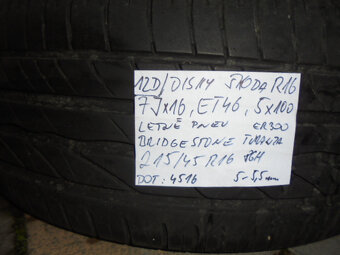 12D/DISKY ŠKODA R16
7Jx16, ET46, 5x100
LETNÉ PNEU ER300
BRIDGESTONE TURANZA
215/45 R16 86H
DOT: 4516 5-5,5mm